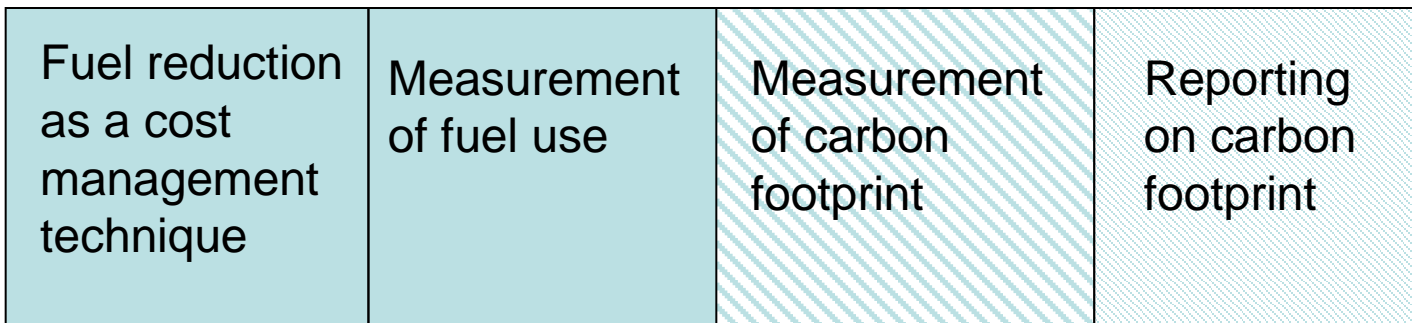 Fuel reduction
as a cost
management
technique
Measurement
of fuel use
Measurement
of carbon
footprint
Reporting
on carbon
footprint